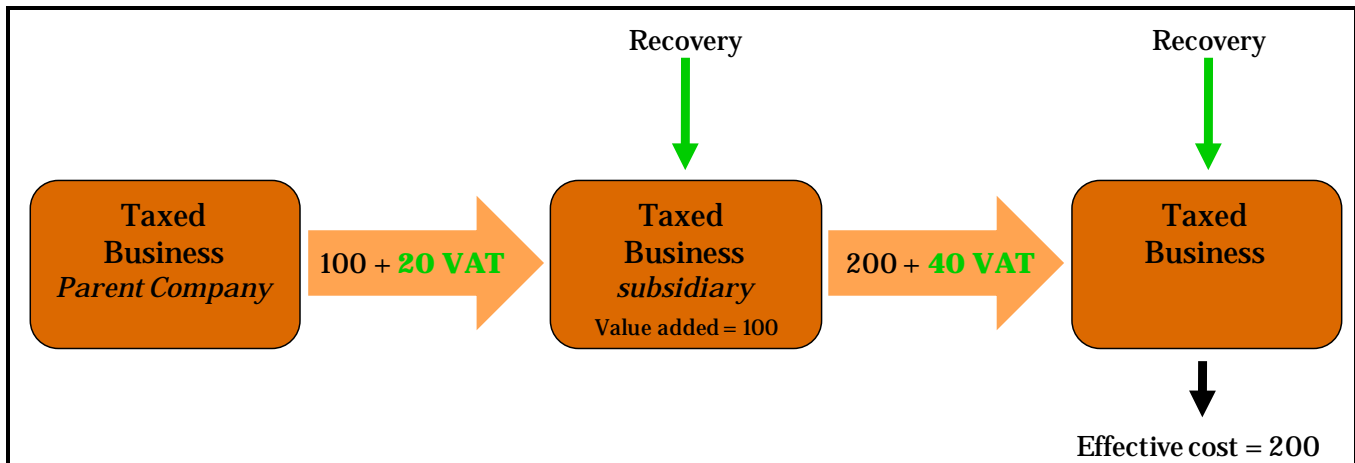 Recovery
Recovery
Taxed
Business
Parent Company
100 + 20 VAT
Taxed
Business
subsidiary
Value added = 100
200 + 40 VAT
Taxed
Business
Effective cost = 200